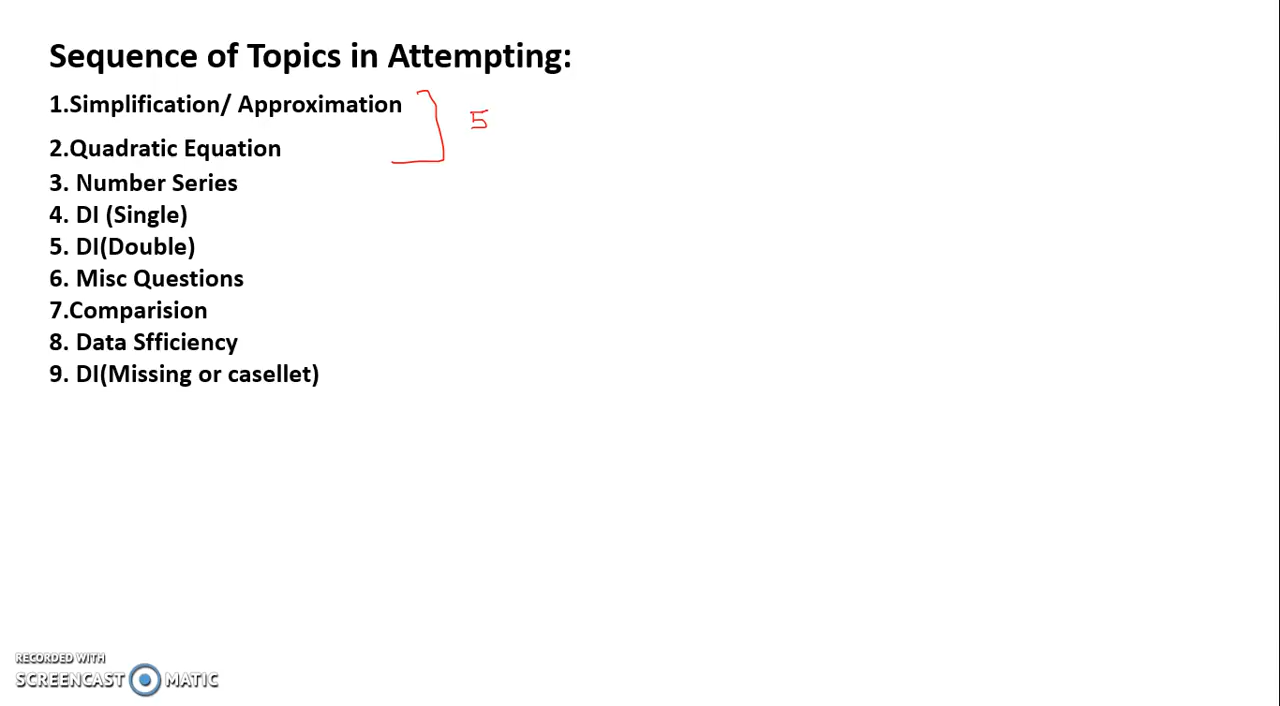 Sequence of Topics in Attempting:
1.Simplification/ Approximation
5
2.Quadratic Equation
3. Number Series
4. DI (Single)
5. DI(Double)
6. Misc Questions
7.Comparision
8. Data Sfficiency
9. DI(Missing or casellet)
RECORDED WITH
SCREENCAST MATIC